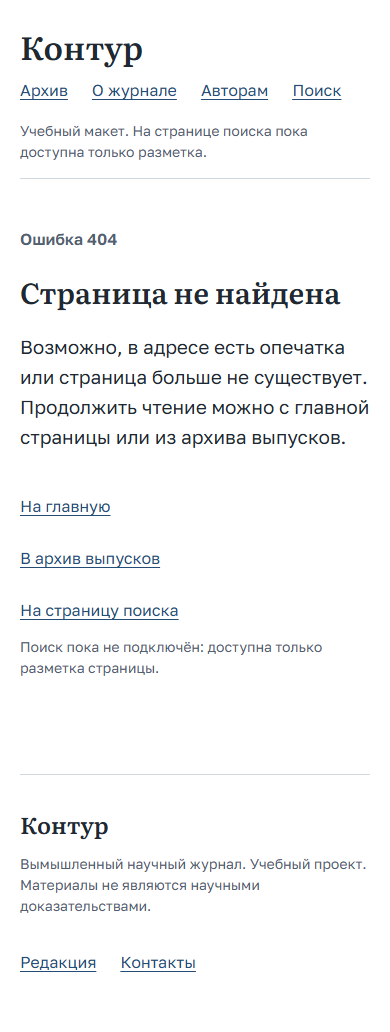 Контур
Архив О журнале Авторам Поиск
Учебный макет. На странице поиска пока
доступна только разметка.
Ошибка 404
Страница не найдена
Возможно, в адресе есть опечатка
или страница больше не существует.
Продолжить чтение можно с главной
страницы или из архива выпусков.
На главную
В архив выпусков
На страницу поиска
Поиск пока не подключён: доступна только
разметка страницы.
Контур
Вымышленный научный журнал. Учебный проект.
Материалы не являются научными
доказательствами.
Редакция Контакты